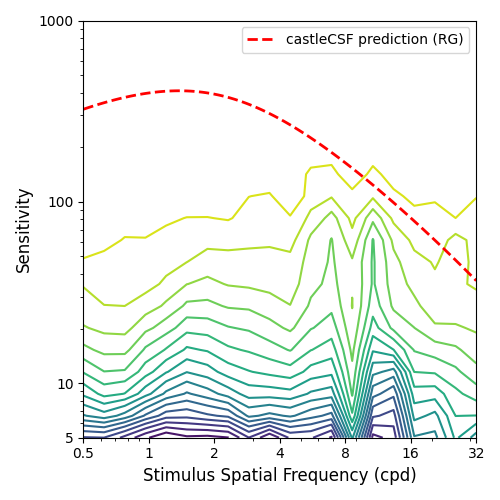 1000
castleCSF prediction (RG)
100
10
5
Sensitivity
0.5 1 2 4 8 16 32
Stimulus Spatial Frequency (cpd)